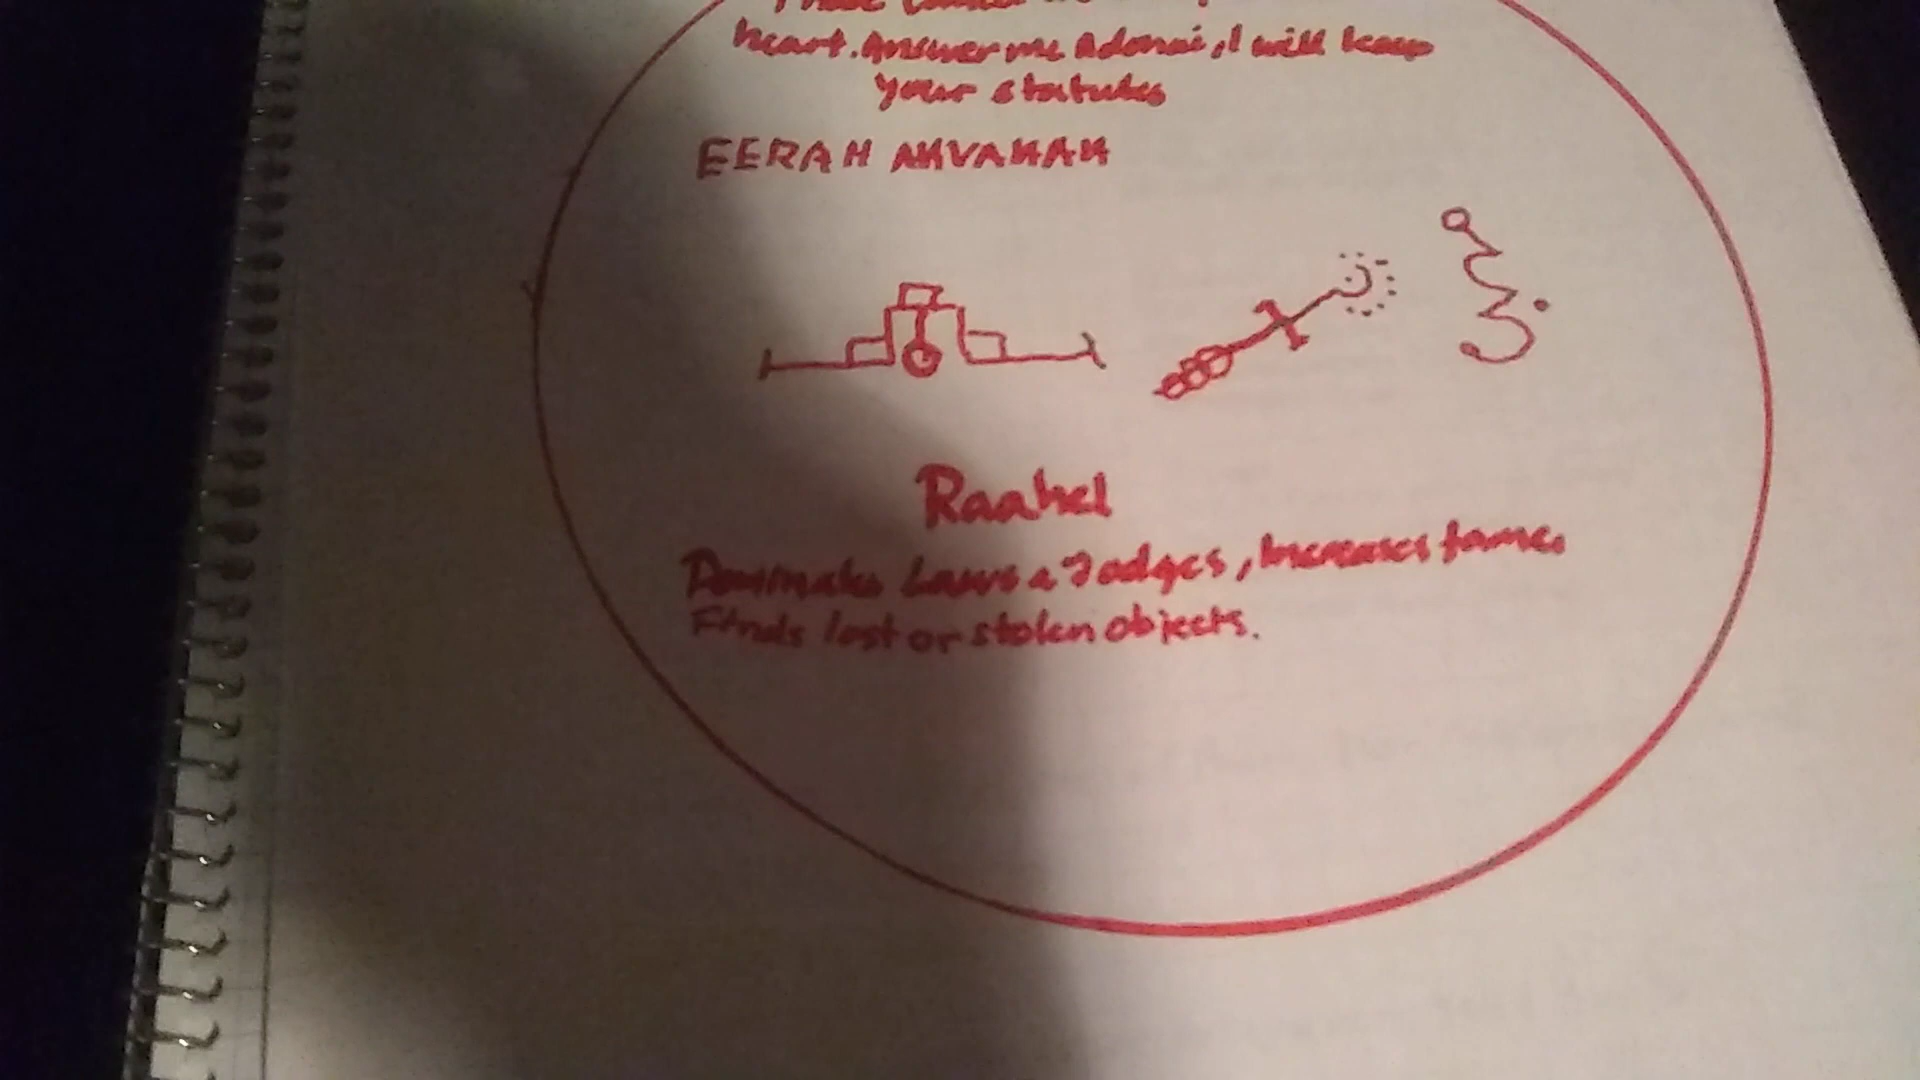 heart. Answer me Adonai, I will keep
your statutes
EERAH AHVAHAH
Raahel
Dominates Laws & Judges, Increases fame.
Finds lost or stolen objects.